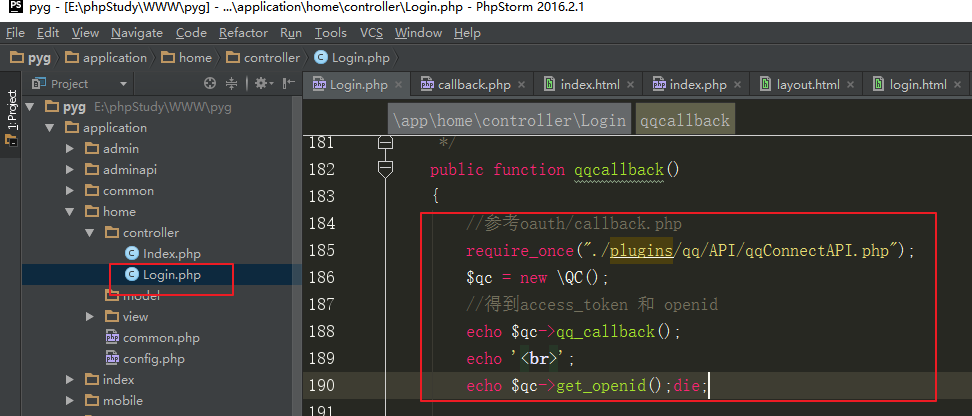 pyg - [E:\phpStudy\WWW\pyg] - ...\application\home\controller\Login.php - PhpStorm 2016.2.1
File Edit View Navigate Code Refactor Run Tools VCS Window Help
pyg application home controller Login.php
1: Project
Project
Login.php callback.php index.html index.php layout.html login.html
pyg E:\phpStudy\WWW\pyg
application
admin
adminapi
common
home
controller
Index.php
Login.php
model
view
common.php
config.php
index
mobile
\app\home\controller\Login qqcallback
181 */
182 public function qqcallback()
183 {
184 //参考oauth/callback.php
185 require_once("./plugins/qq/API/qqConnectAPI.php");
186 $qc = new \QC();
187 //得到access_token 和 openid
188 echo $qc->qq_callback();
189 echo '<br>';
190 echo $qc->get_openid();die;
191